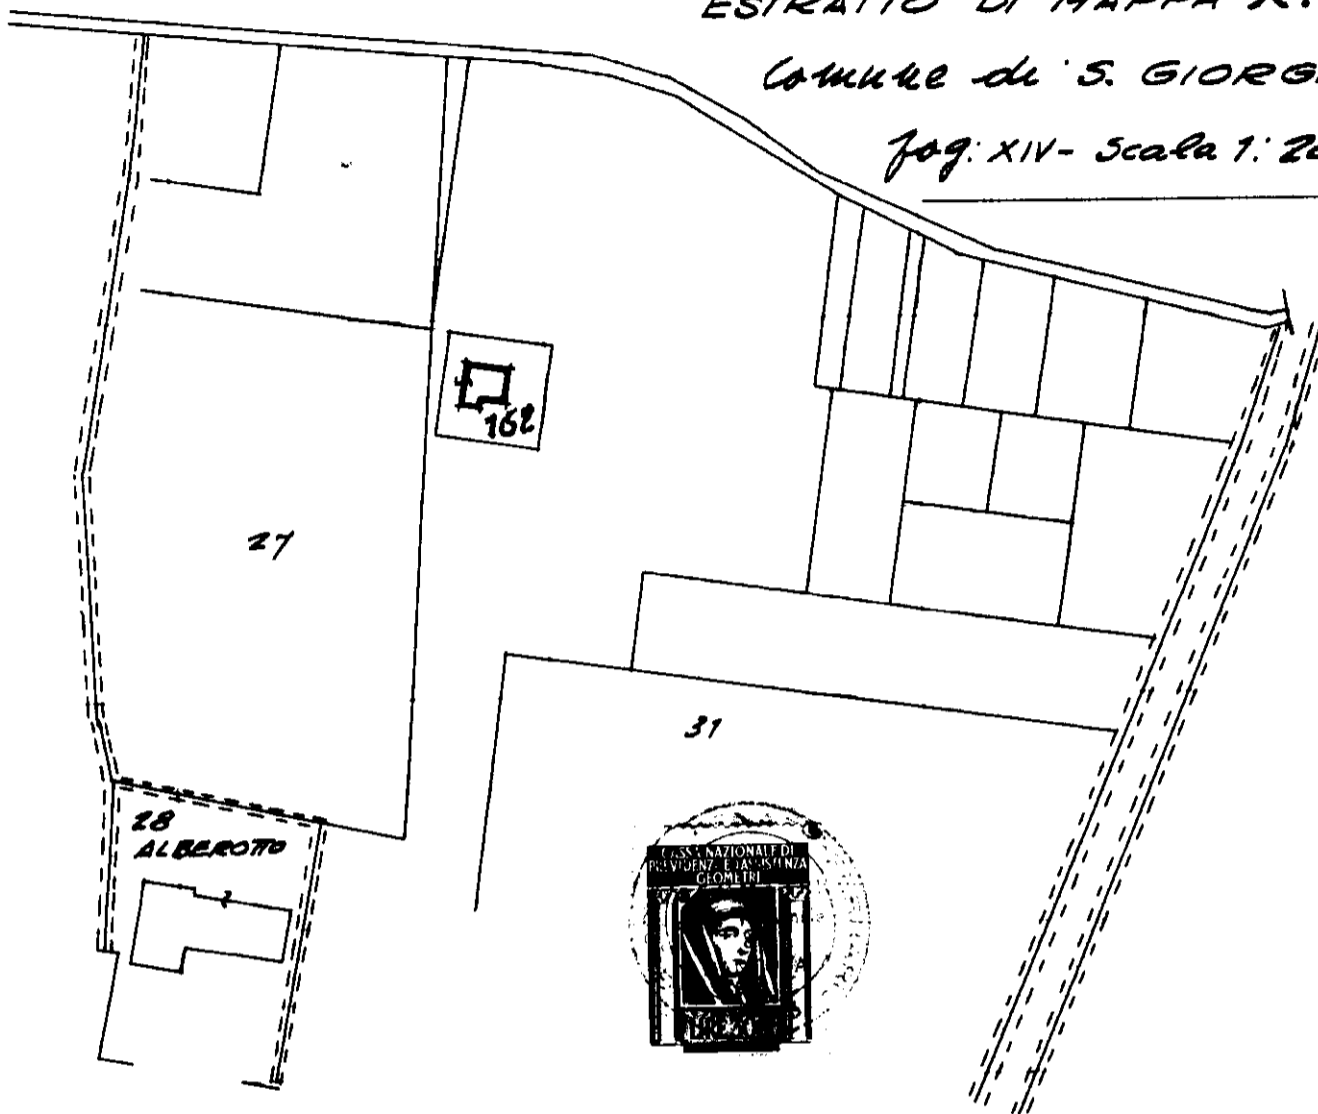 ESTRATTO DI MAPPA
Comune di S. GIORG
fog: XIV - Scala 1:
162
27
31
28
ALBEROTTO
CASSA NAZIONALE DI
PREVIDENZA E ASSISTENZA
GEOMETRI